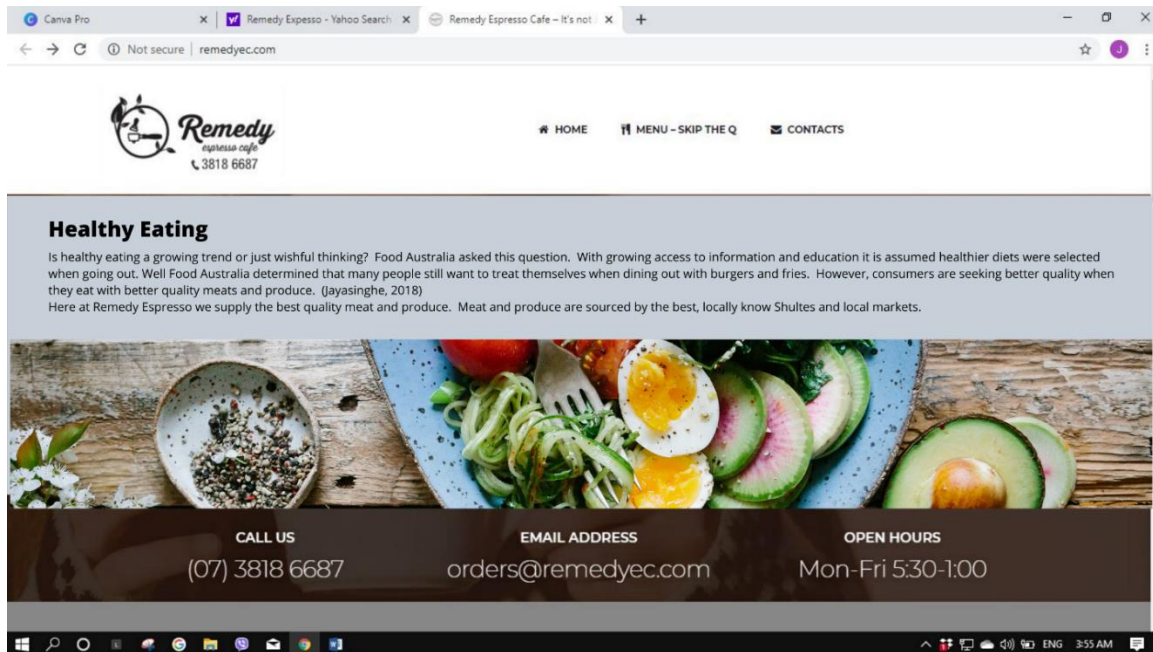 Canva Pro
Remedy Expesso - Yahoo Search
Remedy Espresso Cafe – It's not
Not secure | remedyec.com
J
Remedy
espresso cafe
3818 6687
HOME
MENU – SKIP THE Q
CONTACTS
Healthy Eating
Is healthy eating a growing trend or just wishful thinking? Food Australia asked this question. With growing access to information and education it is assumed healthier diets were selected
when going out. Well Food Australia determined that many people still want to treat themselves when dining out with burgers and fries. However, consumers are seeking better quality when
they eat with better quality meats and produce. (Jayasinghe, 2018)
Here at Remedy Espresso we supply the best quality meat and produce. Meat and produce are sourced by the best, locally know Shultes and local markets.
CALL US
EMAIL ADDRESS
OPEN HOURS
(07) 3818 6687
orders@remedyec.com
Mon-Fri 5:30-1:00
ENG
3:55 AM